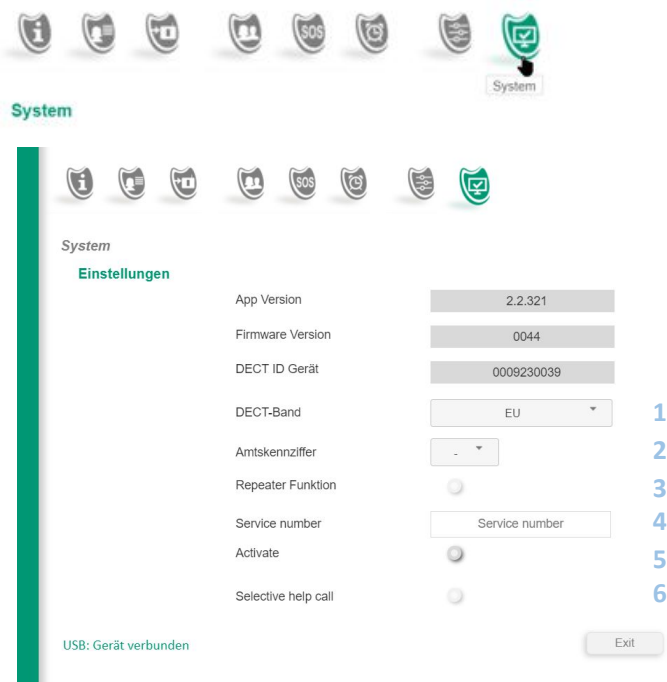 SOS
System
System
SOS
System
Einstellungen
App Version 2.2.321
Firmware Version 0044
DECT ID Gerät 0009230039
DECT-Band EU 1
Amtskennziffer - 2
Repeater Funktion 3
Service number Service number 4
Activate 5
Selective help call 6
USB: Gerät verbunden Exit